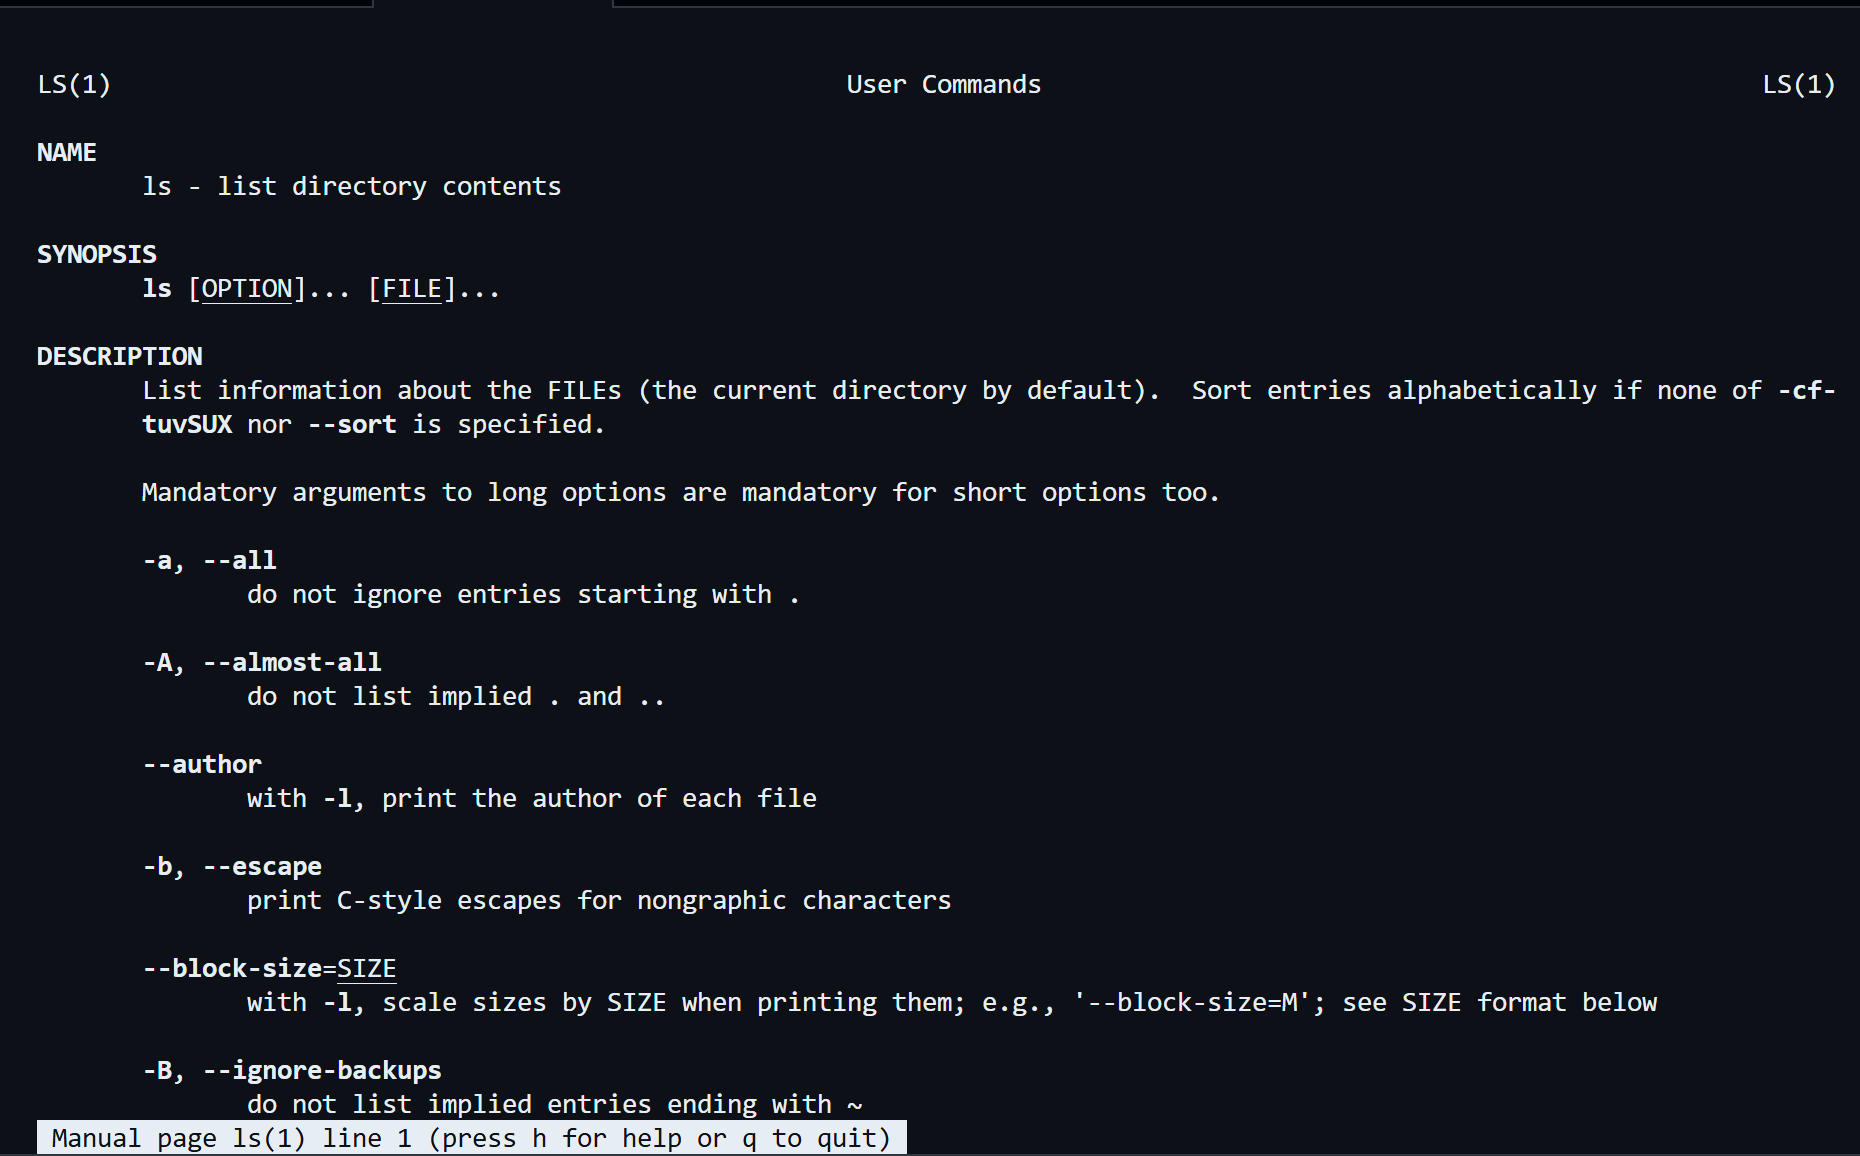 LS(1) User Commands LS(1)
NAME
ls - list directory contents
SYNOPSIS
ls [OPTION]... [FILE]...
DESCRIPTION
List information about the FILEs (the current directory by default).  Sort entries alphabetically if none of -cf-
tuvSUX nor --sort is specified.
Mandatory arguments to long options are mandatory for short options too.
-a, --all
do not ignore entries starting with .
-A, --almost-all
do not list implied . and ..
--author
with -l, print the author of each file
-b, --escape
print C-style escapes for nongraphic characters
--block-size=SIZE
with -l, scale sizes by SIZE when printing them; e.g., '--block-size=M'; see SIZE format below
-B, --ignore-backups
do not list implied entries ending with ~
Manual page ls(1) line 1 (press h for help or q to quit)